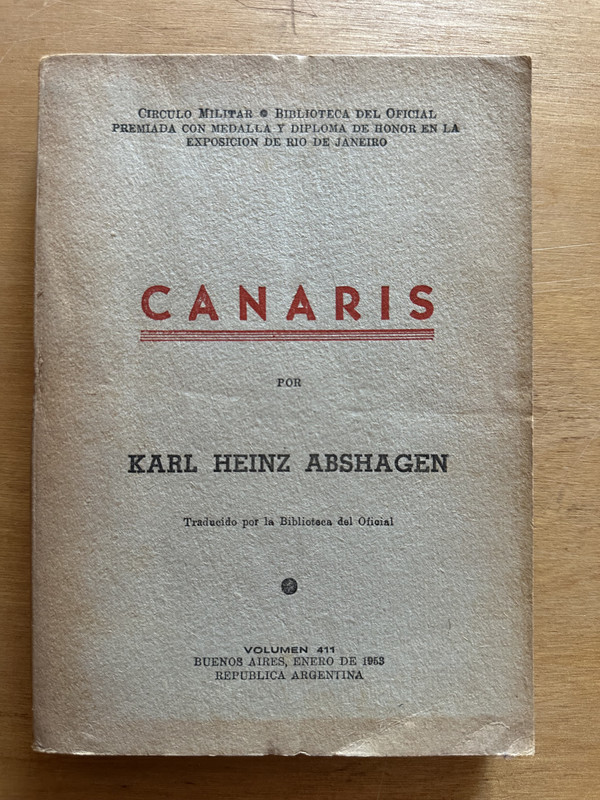 CIRCULO MILITAR • BIBLIOTECA DEL OFICIAL
PREMIADA CON MEDALLA Y DIPLOMA DE HONOR EN LA
EXPOSICION DE RIO DE JANEIRO
CANARIS
POR
KARL HEINZ ABSHAGEN
Traducido por la Biblioteca del Oficial
VOLUMEN 411
BUENOS AIRES, ENERO DE 1953
REPUBLICA ARGENTINA